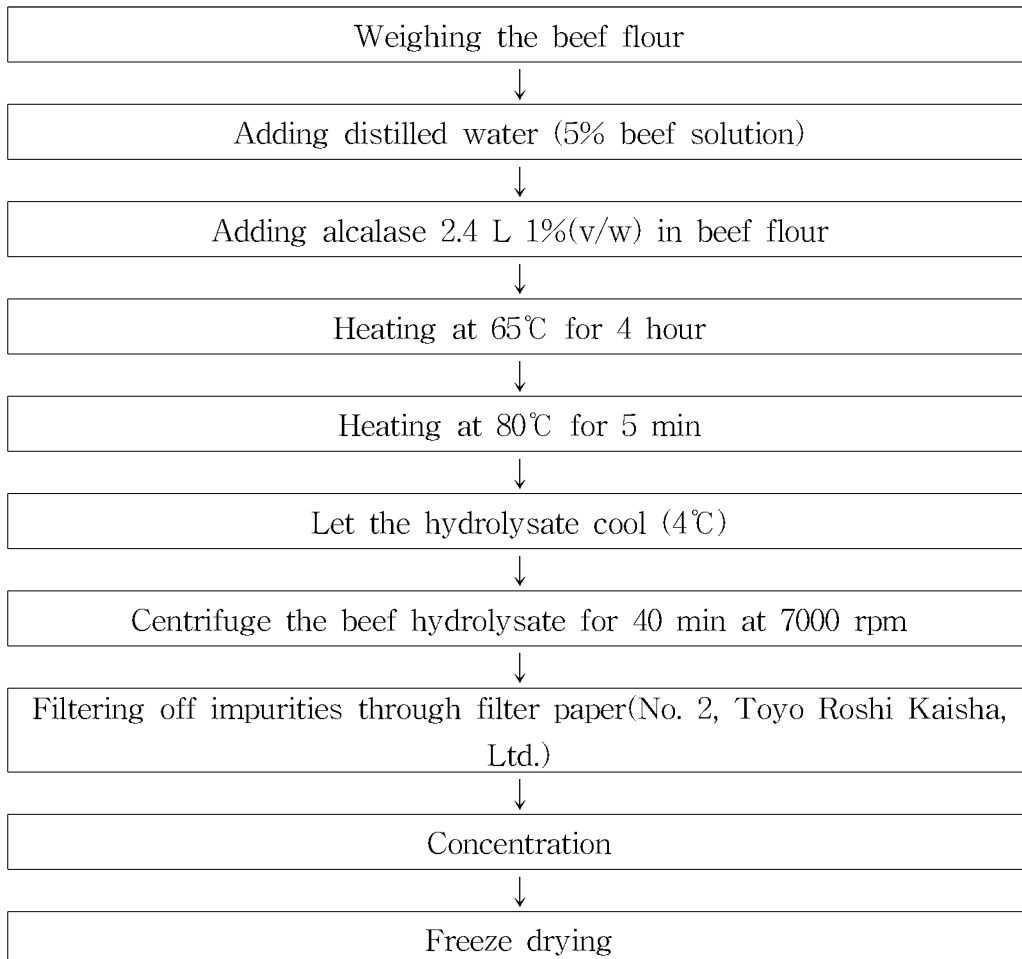 Weighing the beef flour
↓
Adding distilled water (5% beef solution)
↓
Adding alcalase 2.4 L 1%(v/w) in beef flour
↓
Heating at 65℃ for 4 hour
↓
Heating at 80℃ for 5 min
↓
Let the hydrolysate cool (4℃)
↓
Centrifuge the beef hydrolysate for 40 min at 7000 rpm
↓
Filtering off impurities through filter paper(No. 2, Toyo Roshi Kaisha,
Ltd.)
↓
Concentration
↓
Freeze drying